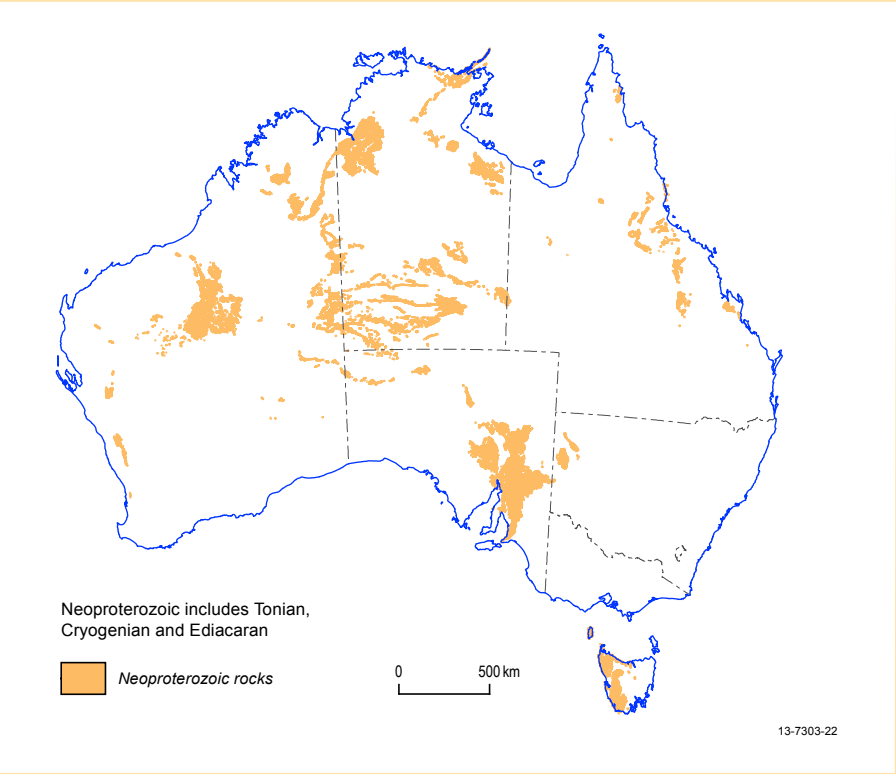 Neoproterozoic includes Tonian,
Cryogenian and Ediacaran
Neoproterozoic rocks
0 500 km
13-7303-22